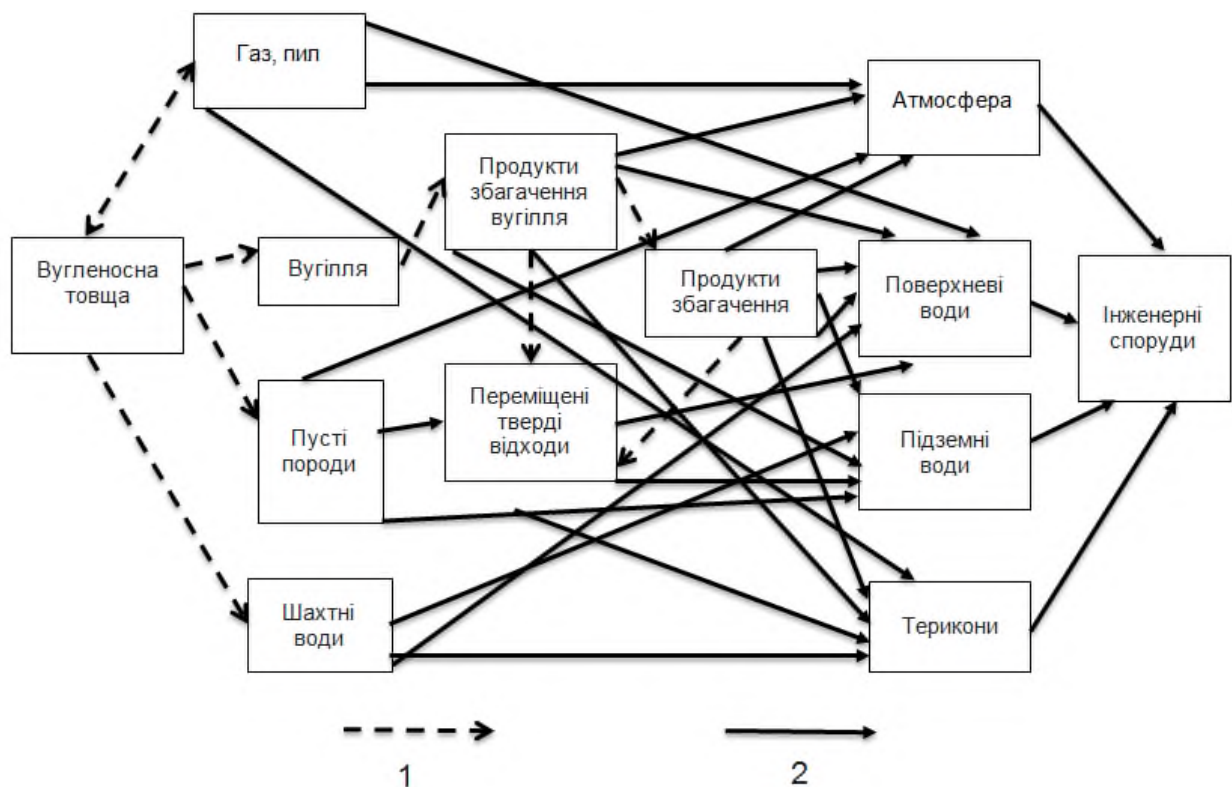 Газ, пил
Атмосфера
Продукти
збагачення
вугілля
Вугленосна
товща
Вугілля
Продукти
збагачення
Поверхневі
води
Інженерні
споруди
Пусті
породи
Переміщені
тверді
відходи
Підземні
води
Шахтні
води
Терикони
1
2